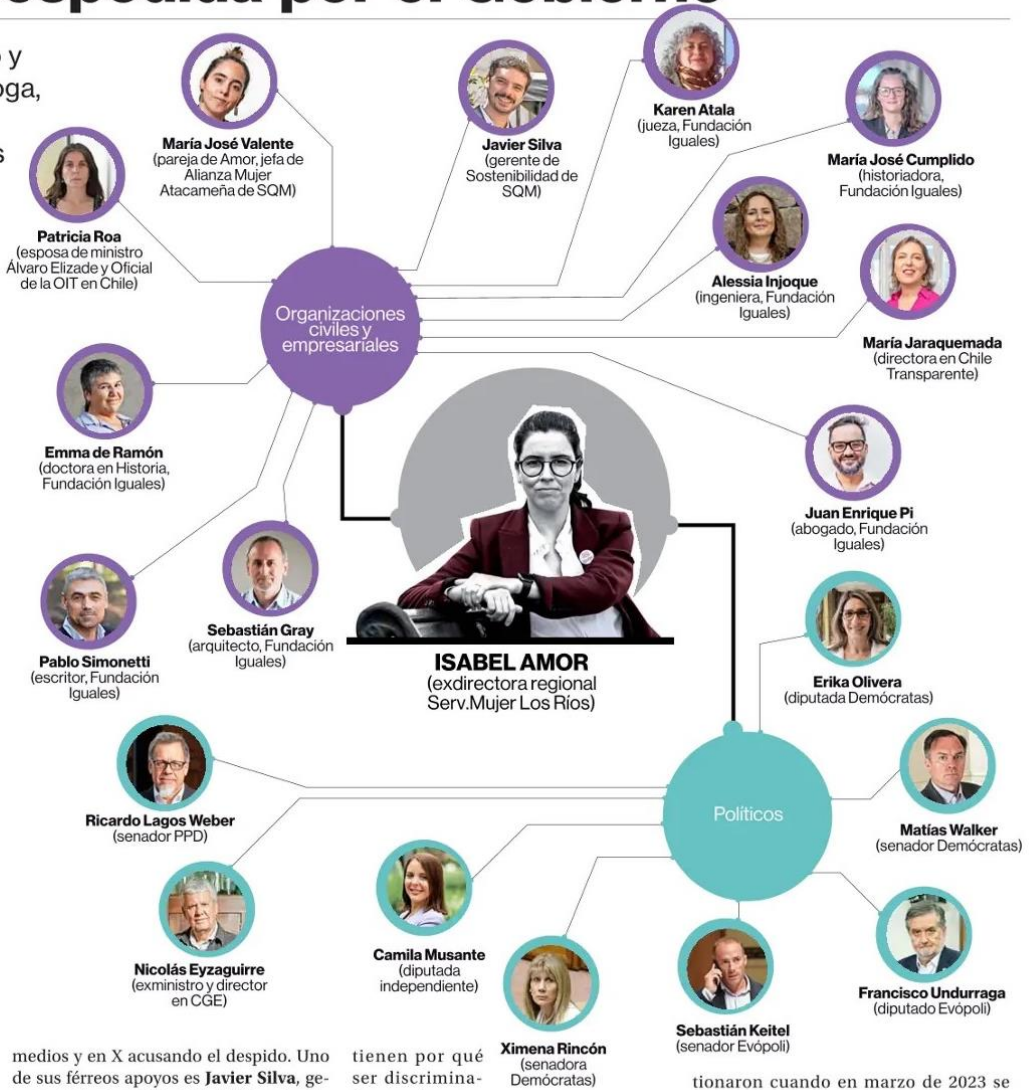 espedida por el Gobierno
o y
oga,
s
María José Valente
(pareja de Amor, jefa de
Alianza Mujer
Atacameña de SQM)
Javier Silva
(gerente de
Sostenibilidad de
SQM)
Karen Atala
(jueza, Fundación
Iguales)
María José Cumplido
(historiadora,
Fundación Iguales)
Patricia Roa
(esposa de ministro
Álvaro Elizade y Oficial
de la OIT en Chile)
Alessia Injoque
(ingeniera, Fundación
Iguales)
Organizaciones
civiles y
empresariales
María Jaraquemada
(directora en Chile
Transparente)
Emma de Ramón
(doctora en Historia,
Fundación Iguales)
Juan Enrique Pi
(abogado, Fundación
Iguales)
Sebastián Gray
(arquitecto, Fundación
Iguales)
Pablo Simonetti
(escritor, Fundación
Iguales)
ISABEL AMOR
(exdirectora regional
Serv.Mujer Los Ríos)
Erika Olivera
(diputada Demócratas)
Ricardo Lagos Weber
(senador PPD)
Políticos
Matías Walker
(senador Demócratas)
Nicolás Eyzaguirre
(exministro y director
en CGE)
Camila Musante
(diputada
independiente)
Ximena Rincón
(senadora
Demócratas)
Sebastián Keitel
(senador Evópoli)
Francisco Undurraga
(diputado Evópoli)
medios y en X acusando el despido. Uno
de sus férreos apoyos es Javier Silva, ge-
tienen por qué
ser discrimina-
tionaron cuando en marzo de 2023 se